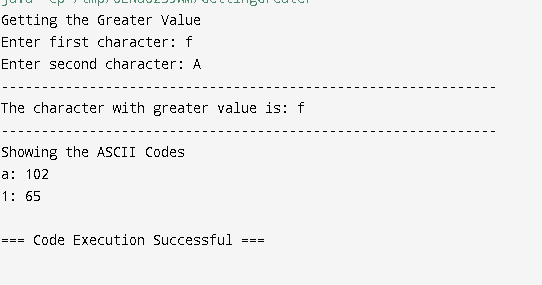 Getting the Greater Value
Enter first character: f
Enter second character: A
--------------------------------------------------------------
The character with greater value is: f
--------------------------------------------------------------
Showing the ASCII Codes
a: 102
1: 65
=== Code Execution Successful ===